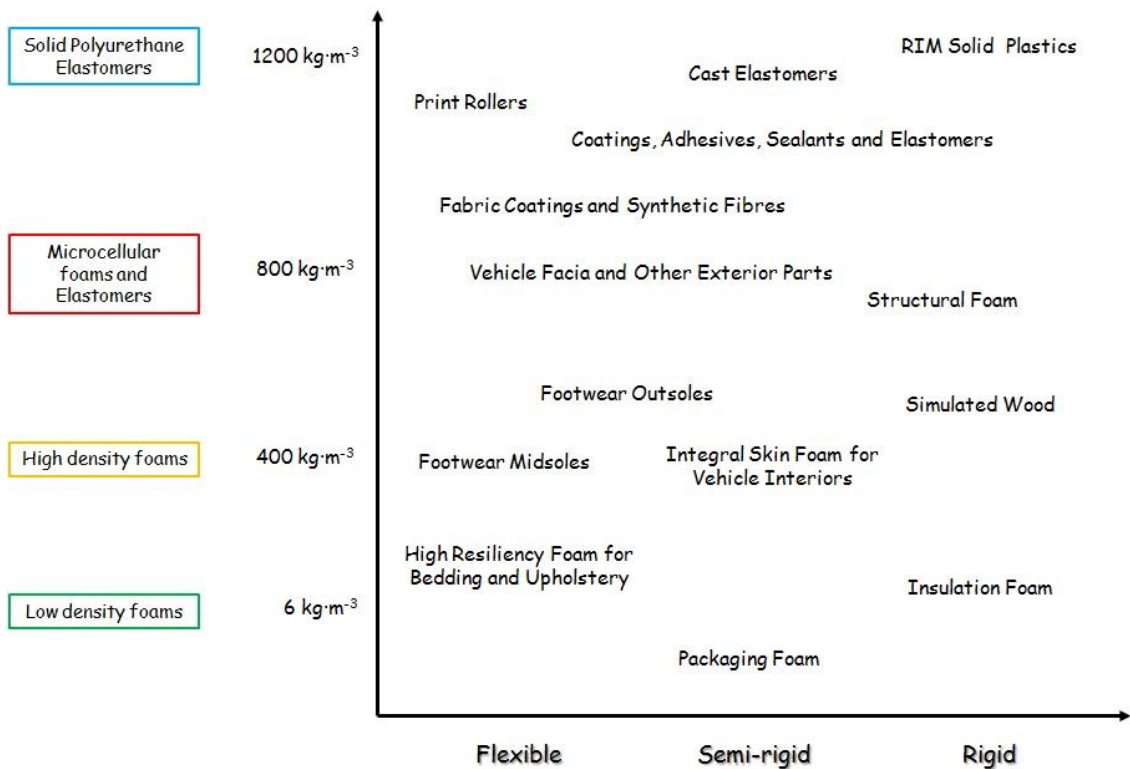 Solid Polyurethane
Elastomers
1200 kg·m-3
RIM Solid Plastics
Cast Elastomers
Print Rollers
Coatings, Adhesives, Sealants and Elastomers
Fabric Coatings and Synthetic Fibres
Microcellular
foams and
Elastomers
800 kg·m-3
Vehicle Facia and Other Exterior Parts
Structural Foam
Footwear Outsoles
Simulated Wood
High density foams
400 kg·m-3
Footwear Midsoles
Integral Skin Foam for
Vehicle Interiors
High Resiliency Foam for
Bedding and Upholstery
Insulation Foam
Low density foams
6 kg·m-3
Packaging Foam
Flexible
Semi-rigid
Rigid